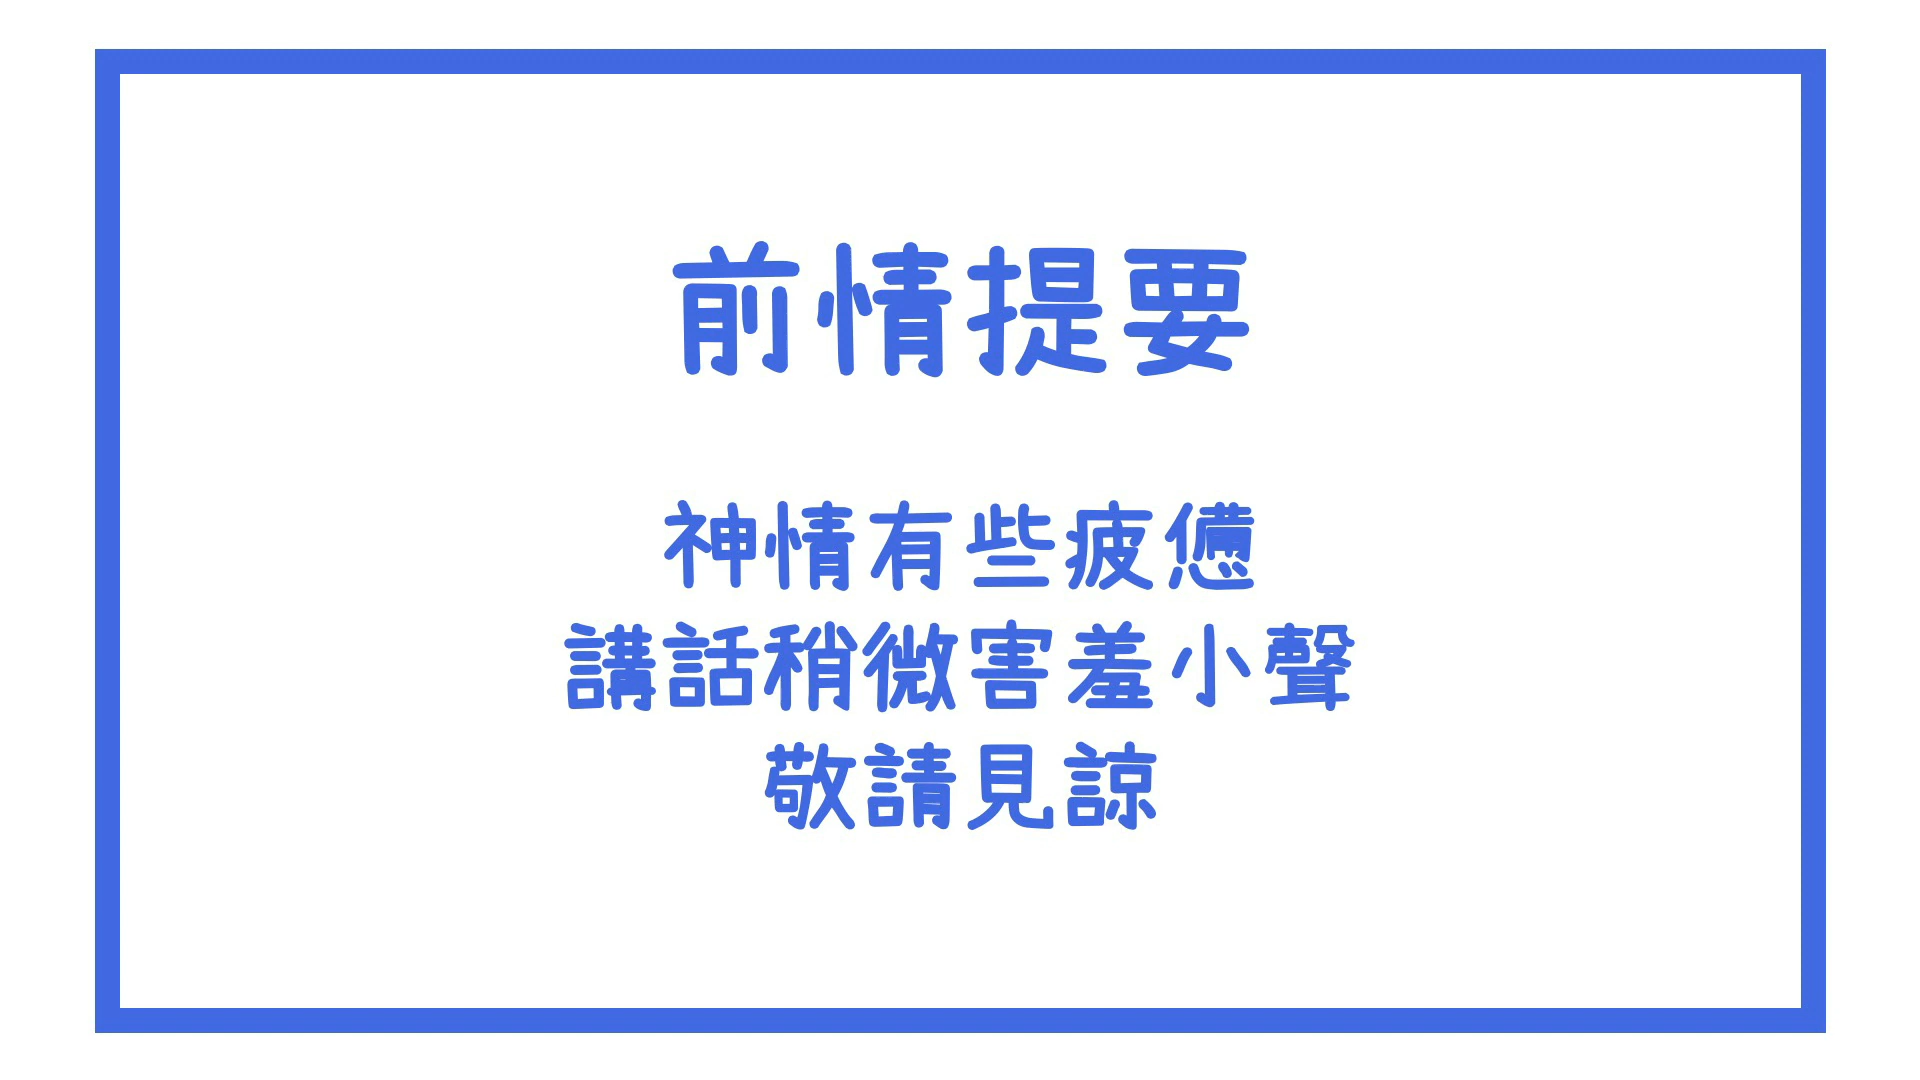 前情提要
神情有些疲憊
講話稍微害羞小聲
敬請見諒